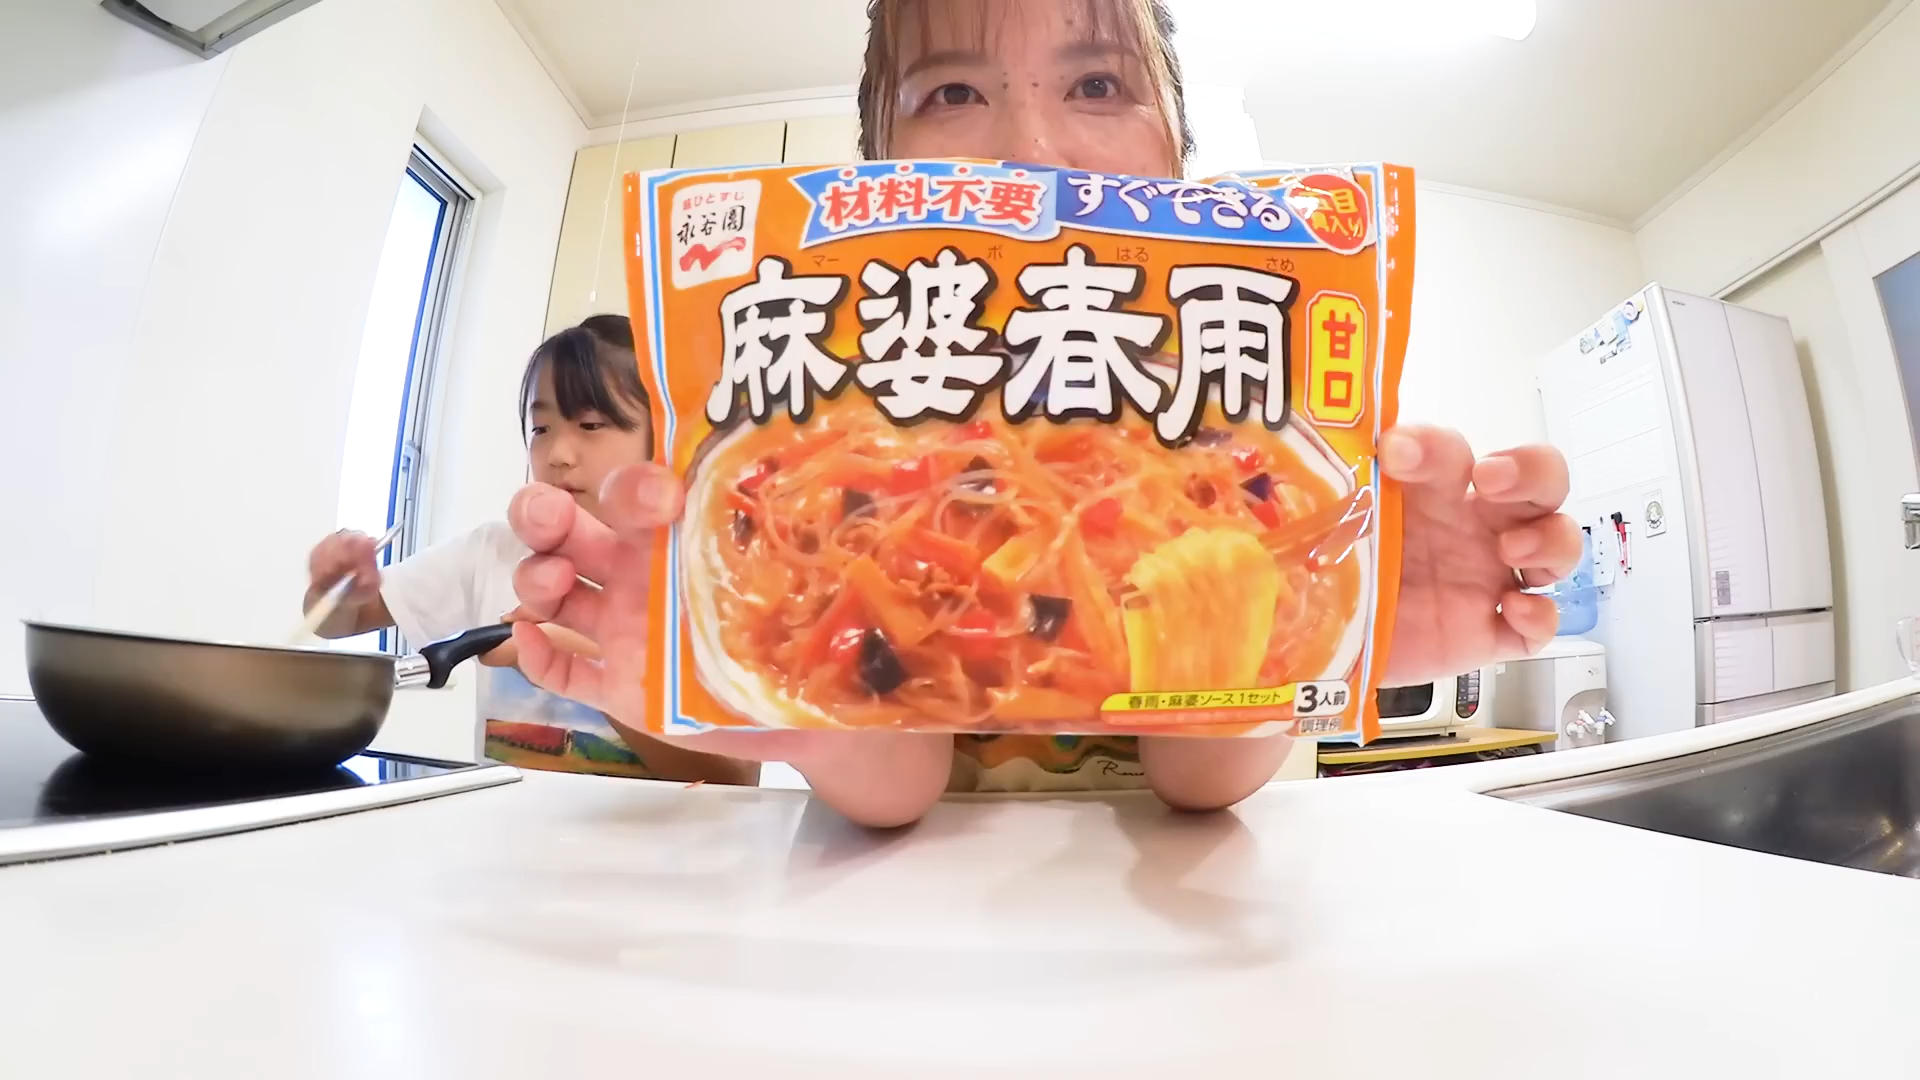 味ひとすじ
永谷園
材料不要
すぐできる
五目
具入り
マー ボ はる さめ
麻婆春雨
甘口
春雨・麻婆ソース1セット
3人前
調理例